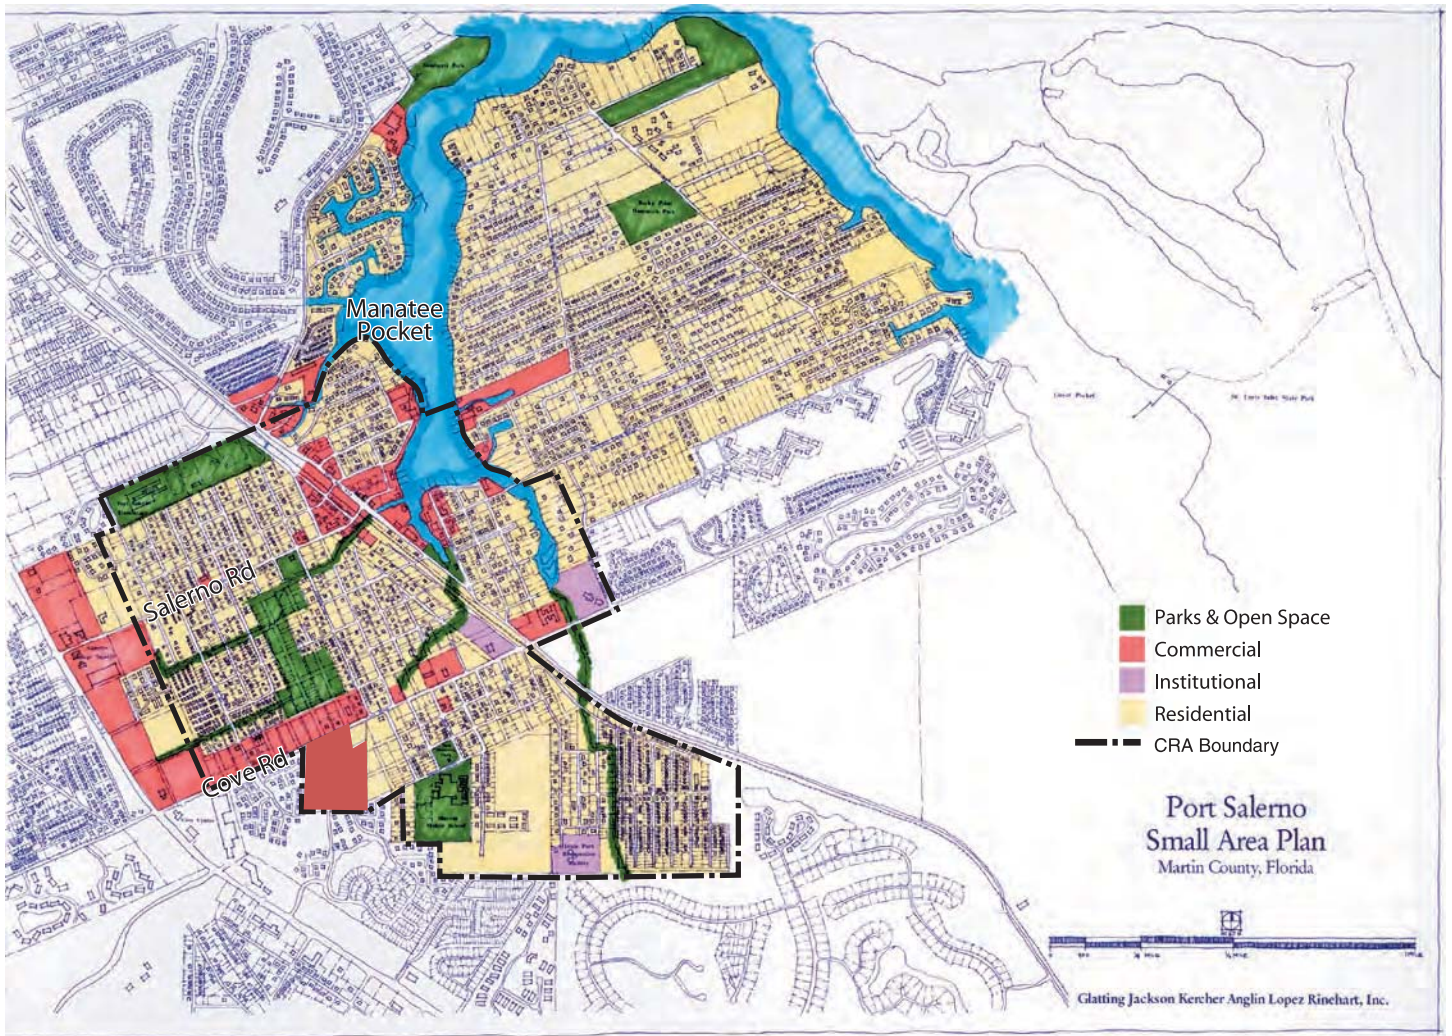 Manatee
Pocket
Salerno Rd
Cove Rd
Parks & Open Space
Commercial
Institutional
Residential
CRA Boundary
Port Salerno
Small Area Plan
Martin County, Florida
Glatting Jackson Kercher Anglin Lopez Rinehart, Inc.